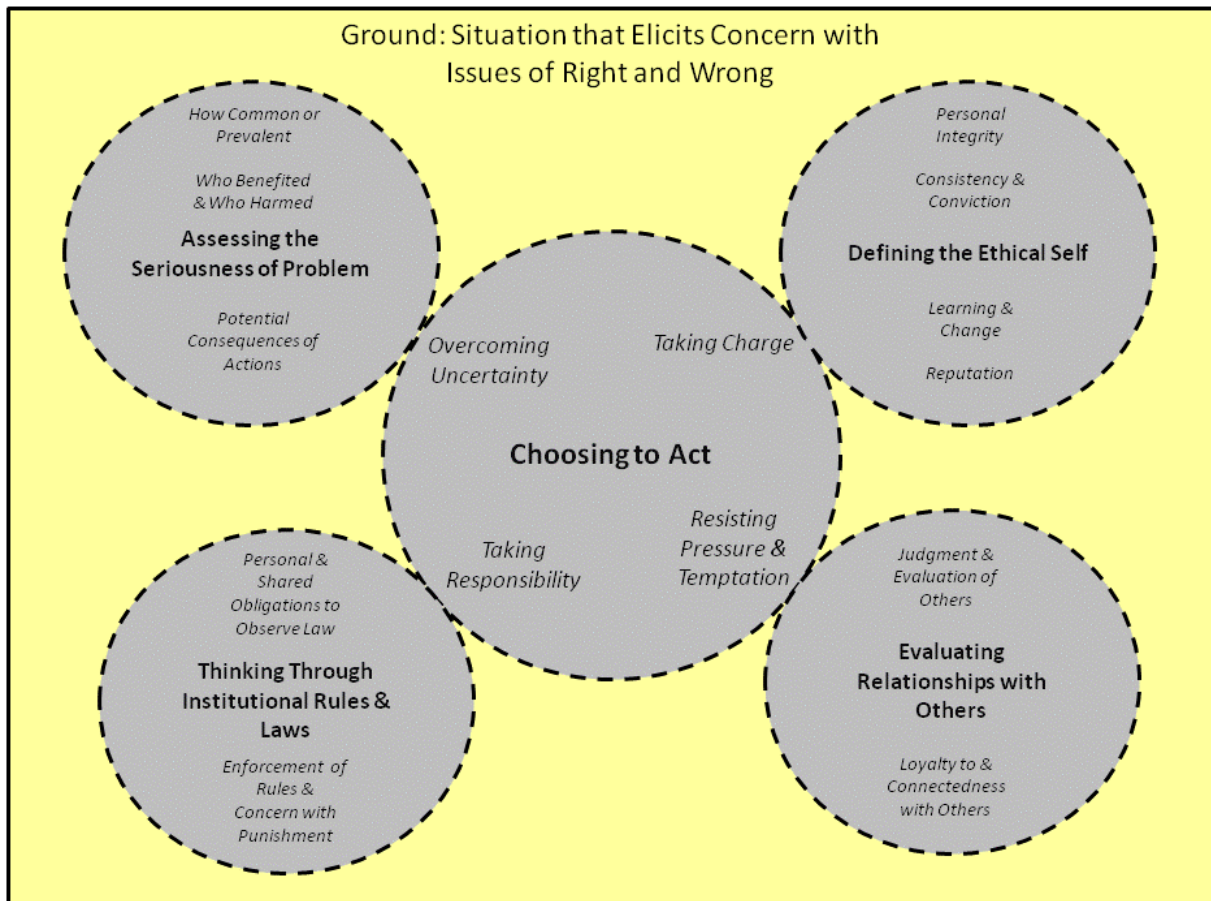 Ground: Situation that Elicits Concern with
Issues of Right and Wrong
How Common or
Prevalent
Who Benefited
& Who Harmed
Assessing the
Seriousness of Problem
Potential
Consequences of
Actions
Personal
Integrity
Consistency &
Conviction
Defining the Ethical Self
Learning &
Change
Reputation
Overcoming
Uncertainty
Taking Charge
Choosing to Act
Taking
Responsibility
Resisting
Pressure &
Temptation
Personal &
Shared
Obligations to
Observe Law
Thinking Through
Institutional Rules &
Laws
Enforcement of
Rules &
Concern with
Punishment
Judgment &
Evaluation of
Others
Evaluating
Relationships with
Others
Loyalty to &
Connectedness
with Others